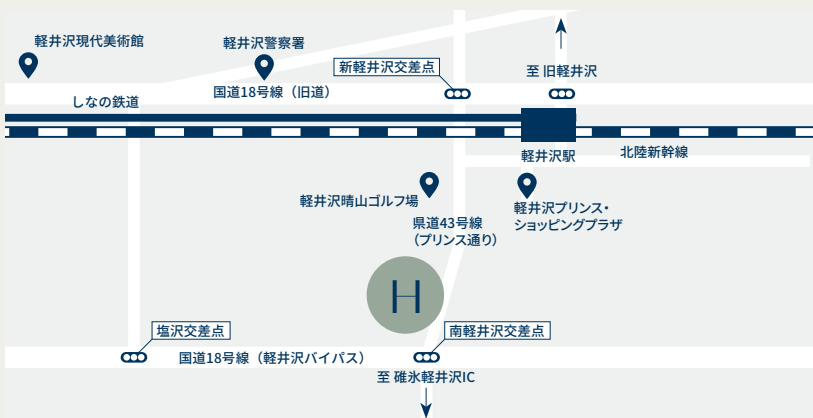 軽井沢現代美術館
軽井沢警察署
新軽井沢交差点
至 旧軽井沢
国道18号線（旧道）
しなの鉄道
軽井沢駅
北陸新幹線
軽井沢晴山ゴルフ場
軽井沢プリンス・
ショッピングプラザ
県道43号線
（プリンス通り）
H
塩沢交差点
南軽井沢交差点
国道18号線（軽井沢バイパス）
至 碓氷軽井沢IC